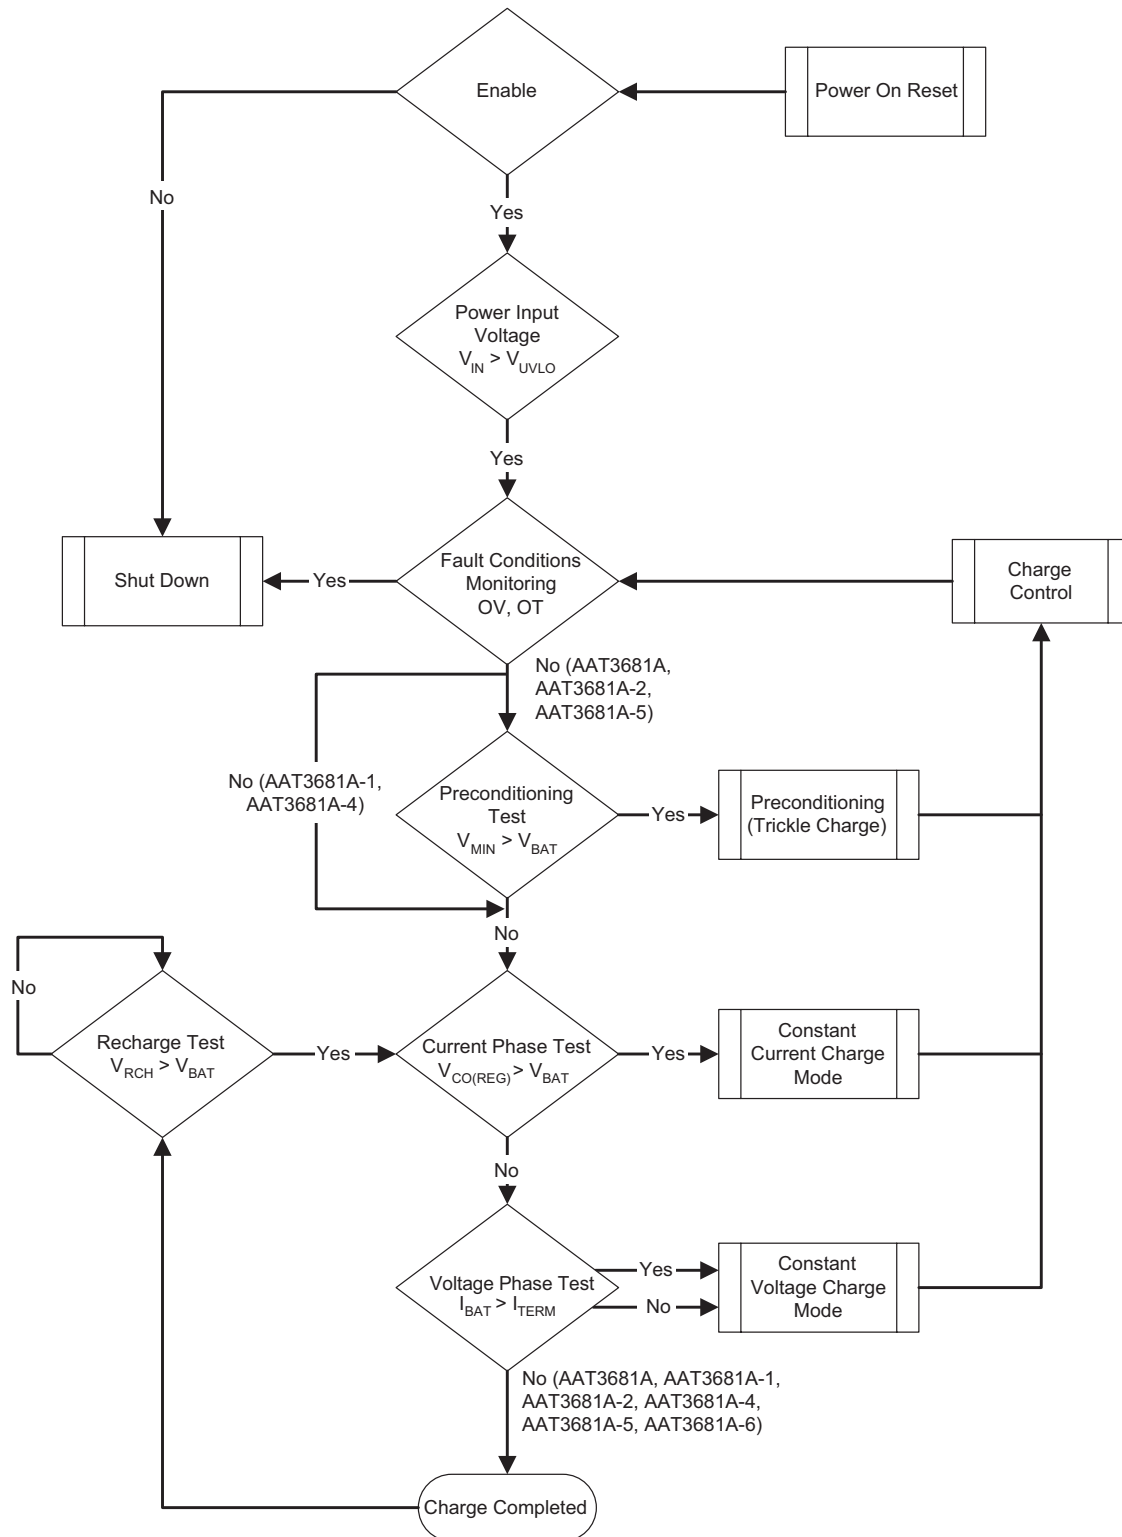 Enable
Power On Reset
No
Yes
Power Input
Voltage
V_IN > V_UVLO
Yes
Fault Conditions
Monitoring
OV, OT
Yes
Shut Down
Charge
Control
No (AAT3681A,
AAT3681A-2,
AAT3681A-5)
No (AAT3681A-1,
AAT3681A-4)
Preconditioning
Test
V_MIN > V_BAT
Yes
Preconditioning
(Trickle Charge)
No
No
Recharge Test
V_RCH > V_BAT
Yes
Current Phase Test
V_CO(REG) > V_BAT
Yes
Constant
Current Charge
Mode
No
Voltage Phase Test
I_BAT > I_TERM
Yes
No
Constant
Voltage Charge
Mode
No (AAT3681A, AAT3681A-1,
AAT3681A-2, AAT3681A-4,
AAT3681A-5, AAT3681A-6)
Charge Completed